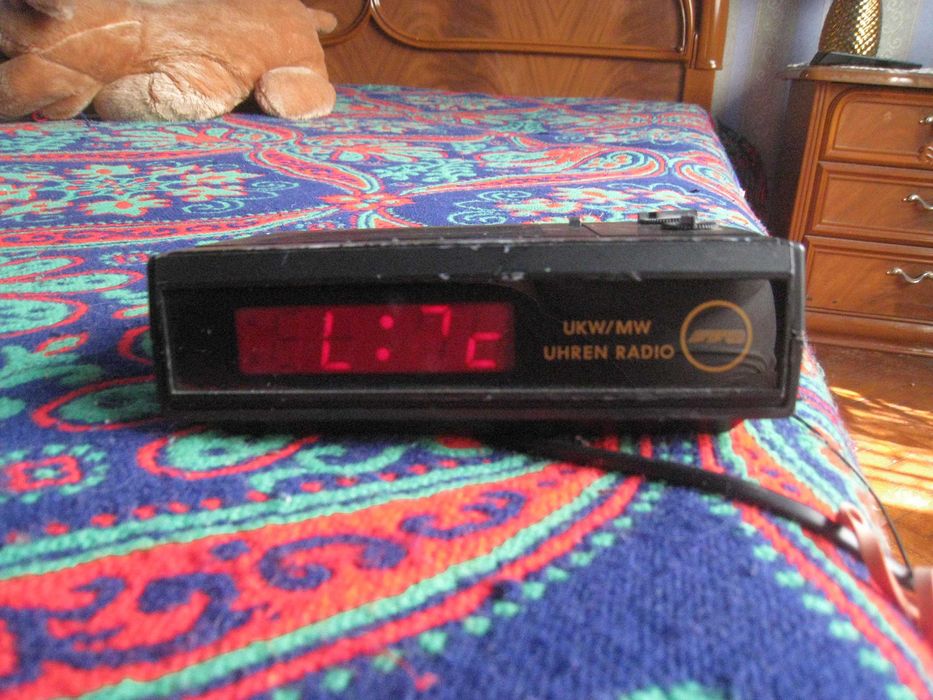 L:7c
UKW/MW
UHREN RADIO